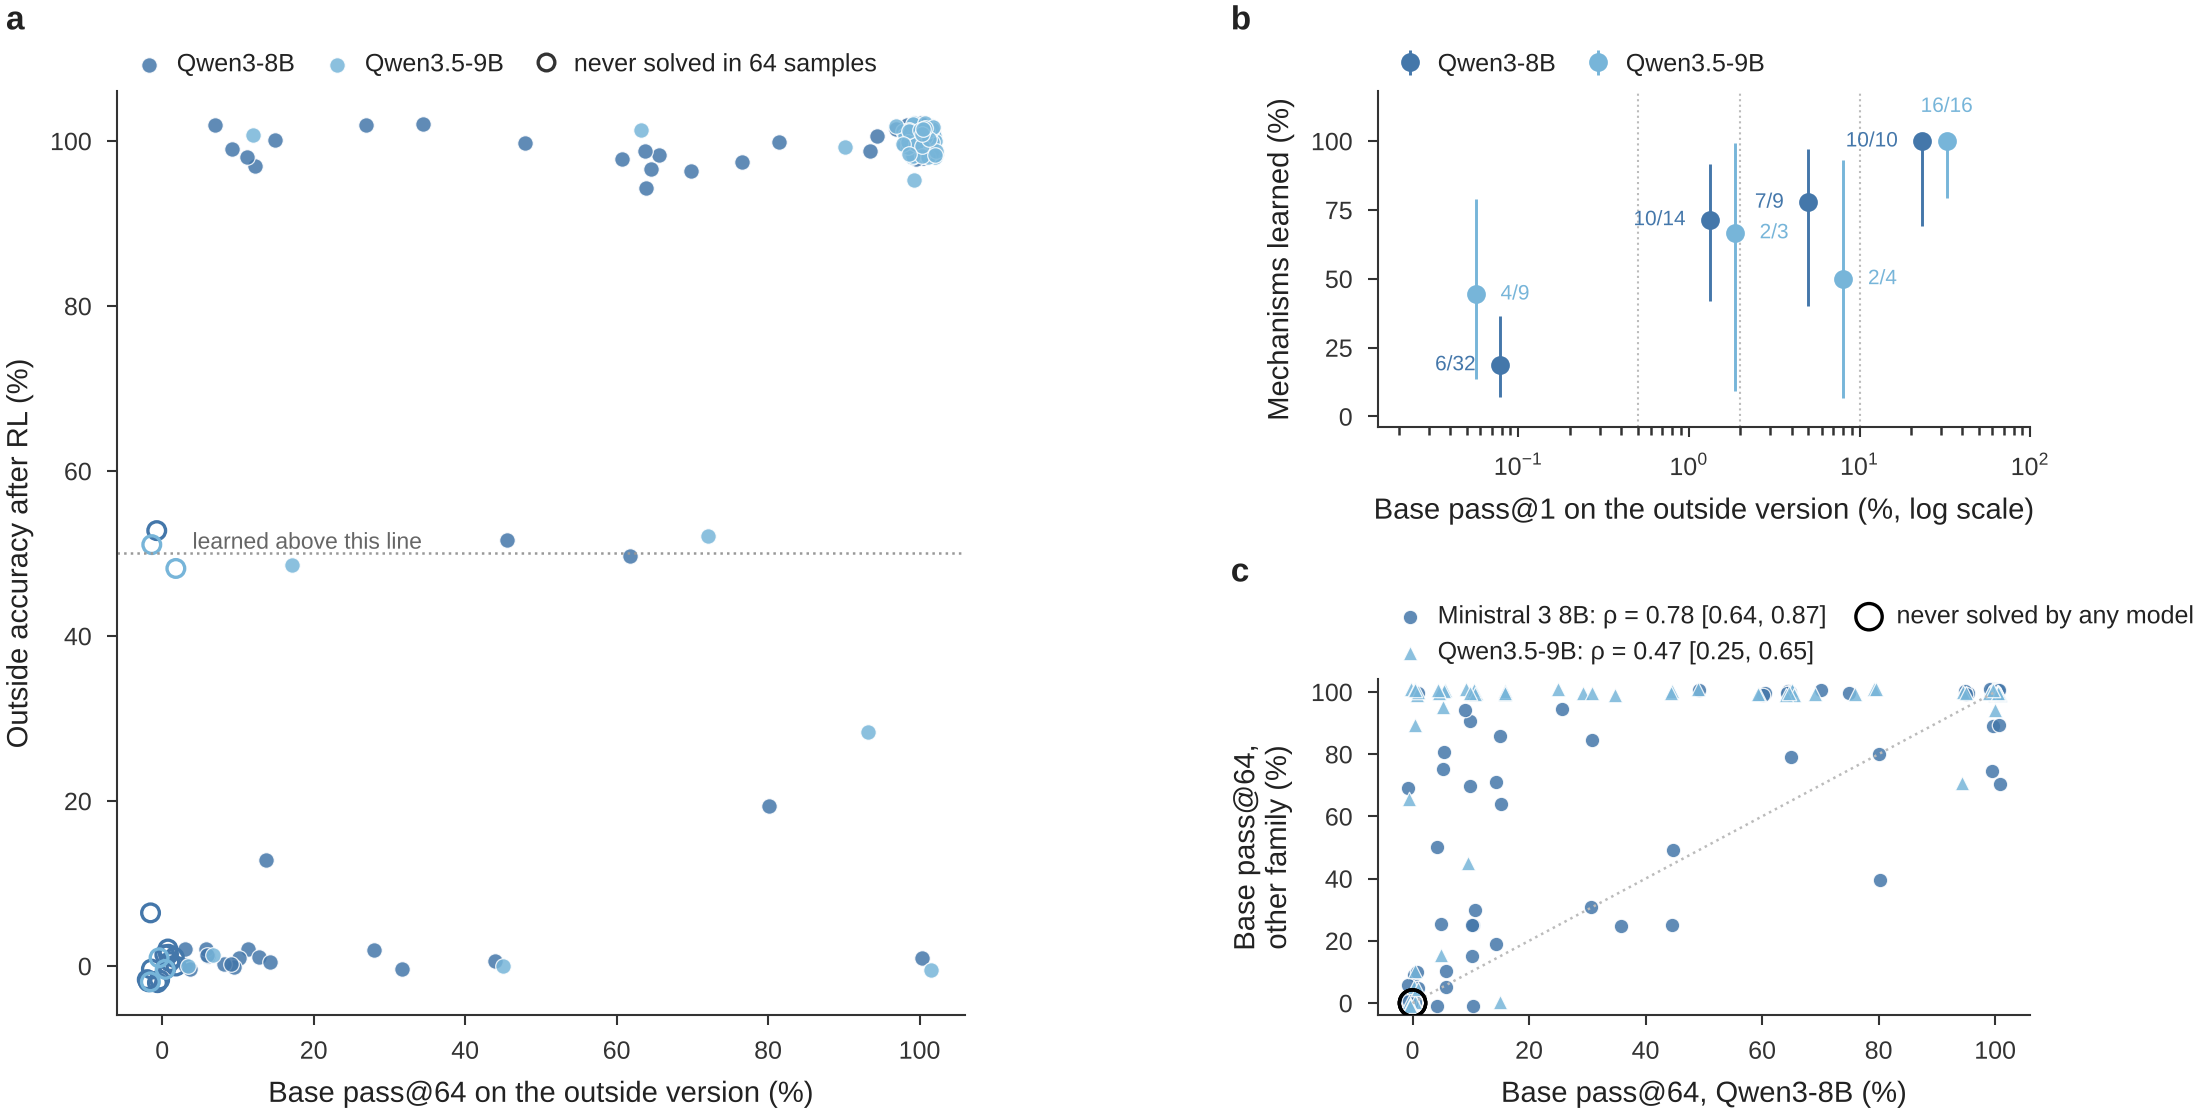 a
Qwen3-8B
Qwen3.5-9B
never solved in 64 samples
Outside accuracy after RL (%)
100
80
60
40
20
0
learned above this line
0
20
40
60
80
100
Base pass@64 on the outside version (%)
b
Qwen3-8B
Qwen3.5-9B
Mechanisms learned (%)
100
75
50
25
0
16/16
10/10
7/9
10/14
2/3
2/4
4/9
6/32
10⁻¹
10⁰
10¹
10²
Base pass@1 on the outside version (%, log scale)
c
Ministral 3 8B: ρ = 0.78 [0.64, 0.87]
never solved by any model
Qwen3.5-9B: ρ = 0.47 [0.25, 0.65]
Base pass@64,
other family (%)
100
80
60
40
20
0
0
20
40
60
80
100
Base pass@64, Qwen3-8B (%)